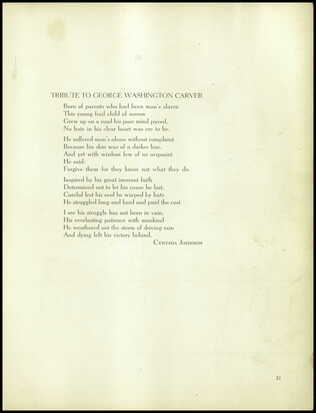 TRIBUTE TO GEORGE WASHINGTON CARVER
Born of parents who had been man's slaves
This young frail child of sorrow
Grew up on a road his pure mind paved,
No hate in his clear heart was ere to be.
He suffered man's abuse without complaint
Because his skin was of a darker hue.
And yet with wisdom few of us acquaint
He said:
Forgive them for they know not what they do.
Inspired by his great interest faith
Determined not to let his cause be lost,
Careful lest his soul be warped by hate
He struggled long and hard and paid the cost.
I see his struggle has not been in vain,
His everlasting patience with mankind
He weathered out the storm of driving rain
And dying left his victory behind.
Johnson
31